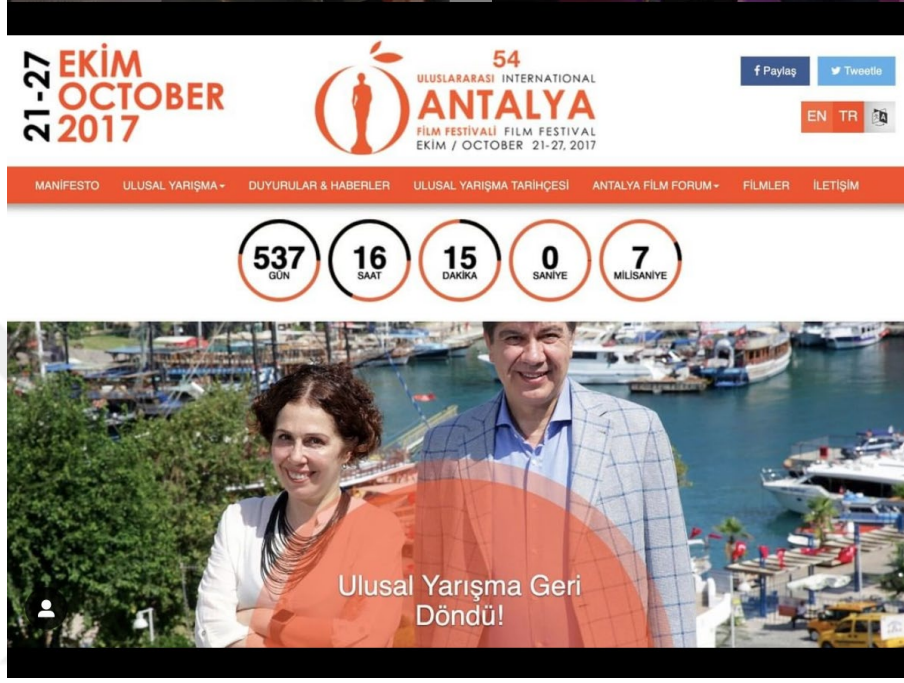 21-27
EKİM
OCTOBER
2017
54
ULUSLARARASI INTERNATIONAL
ANTALYA
FİLM FESTİVALİ FILM FESTIVAL
EKİM / OCTOBER 21-27, 2017
f Paylaş
Tweetle
EN TR
MANİFESTO ULUSAL YARIŞMA DUYURULAR & HABERLER ULUSAL YARIŞMA TARİHÇESİ ANTALYA FİLM FORUM FİLMLER İLETİŞİM
537 16 15 0 7
GÜN SAAT DAKİKA SANİYE MİLİSANİYE
Ulusal Yarışma Geri
Döndü!